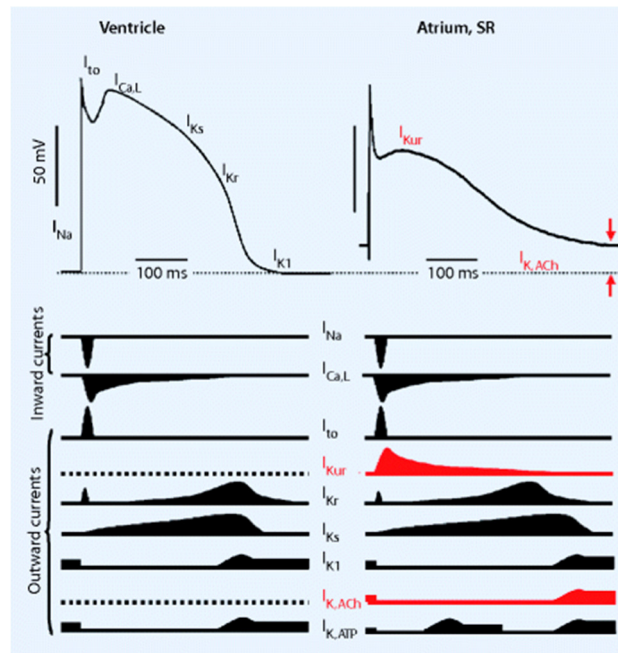 Ventricle
Atrium, SR
Ito
ICa,L
IKs
IKr
50 mV
INa
100 ms
IK1
IKur
100 ms
IK,ACh
Inward currents
INa
ICa,L
Outward currents
Ito
IKur
IKr
IKs
IK1
IK,ACh
IK,ATP